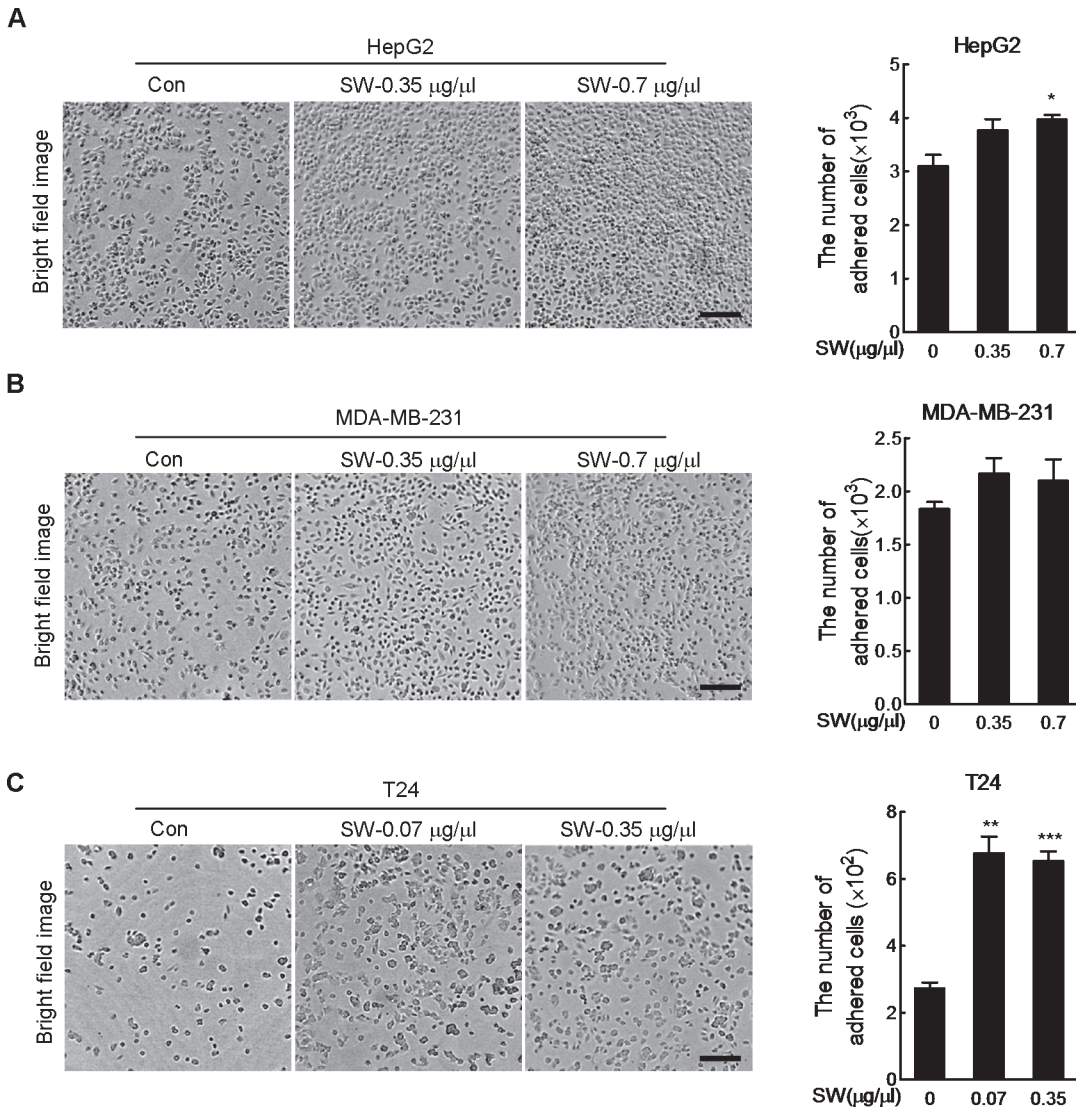 A
HepG2
Con
SW-0.35 µg/µl
SW-0.7 µg/µl
Bright field image
HepG2
The number of
adhered cells(×10³)
5
4
3
2
1
0
*
SW(µg/µl)
0
0.35
0.7
B
MDA-MB-231
Con
SW-0.35 µg/µl
SW-0.7 µg/µl
Bright field image
MDA-MB-231
The number of
adhered cells(×10³)
2.5
2.0
1.5
1.0
0.5
0.0
SW(µg/µl)
0
0.35
0.7
C
T24
Con
SW-0.07 µg/µl
SW-0.35 µg/µl
Bright field image
T24
The number of
adhered cells (×10²)
8
6
4
2
0
**
***
SW(µg/µl)
0
0.07
0.35